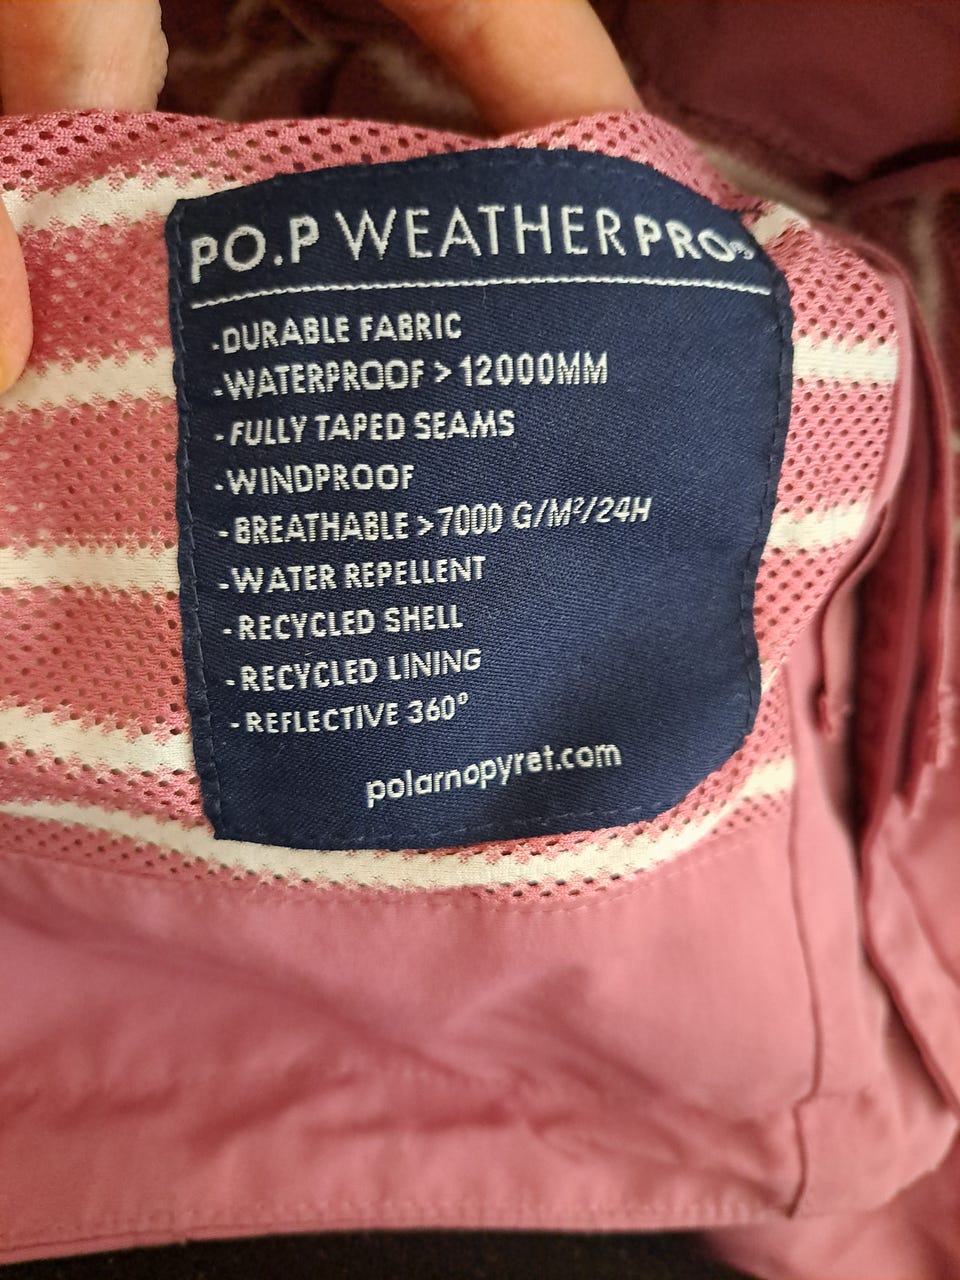 PO.P WEATHERPRO®
-DURABLE FABRIC
-WATERPROOF > 12000MM
-FULLY TAPED SEAMS
-WINDPROOF
-BREATHABLE >7000 G/M²/24H
-WATER REPELLENT
-RECYCLED SHELL
-RECYCLED LINING
-REFLECTIVE 360°
polarnopyret.com